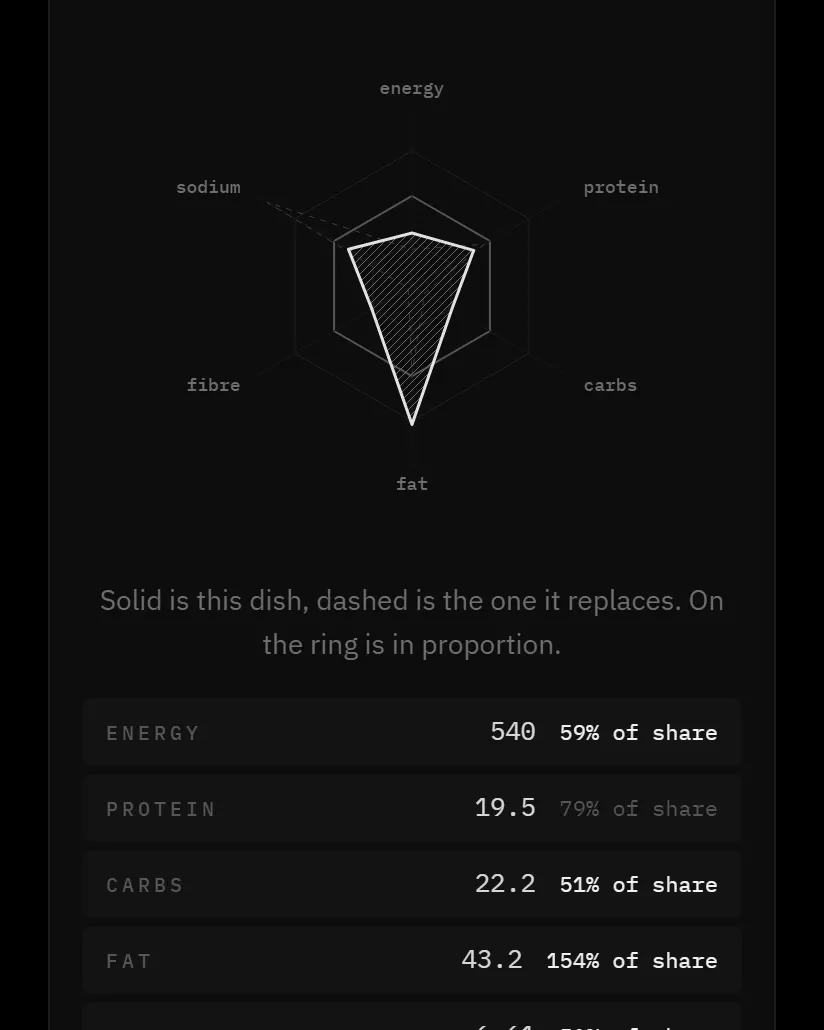 energy
sodium
protein
fibre
carbs
fat
Solid is this dish, dashed is the one it replaces. On
the ring is in proportion.
ENERGY 540 59% of share
PROTEIN 19.5 79% of share
CARBS 22.2 51% of share
FAT 43.2 154% of share